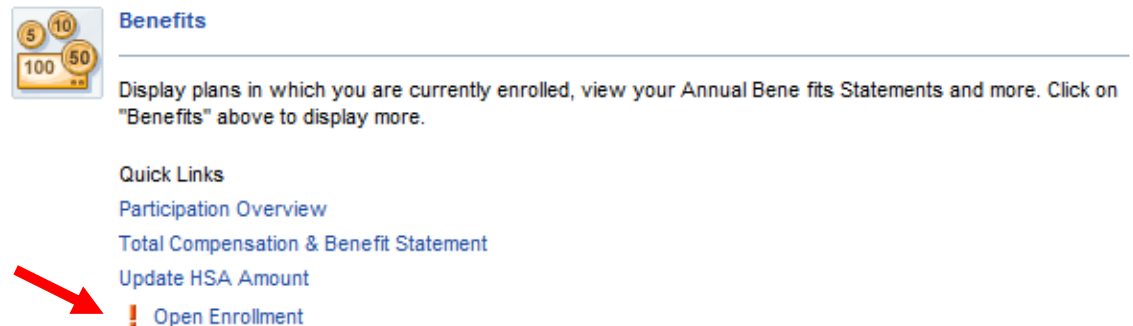 5 10
100 50
Benefits
Display plans in which you are currently enrolled, view your Annual Bene fits Statements and more. Click on
"Benefits" above to display more.
Quick Links
Participation Overview
Total Compensation & Benefit Statement
Update HSA Amount
! Open Enrollment